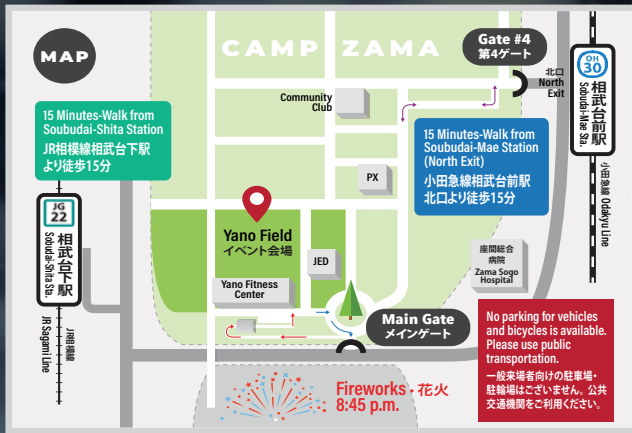 MAP
CAMP ZAMA
Gate #4
第4ゲート
北口
North
Exit
OH
30
相武台前駅
Sobudai-Mae Sta.
小田急線 Odakyu Line
15 Minutes-Walk from
Soubudai-Shita Station
JR相模線相武台下駅
より徒歩15分
Community
Club
15 Minutes-Walk from
Soubudai-Mae Station
(North Exit)
小田急線相武台前駅
北口より徒歩15分
PX
JG
22
相武台下駅
Sobudai-Shita Sta.
JR相模線
JR Sagami Line
Yano Field
イベント会場
JED
Yano Fitness
Center
座間総合
病院
Zama Sogo
Hospital
Main Gate
メインゲート
No parking for vehicles
and bicycles is available.
Please use public
transportation.
一般来場者向けの駐車場・
駐輪場はございません。公共
交通機関をご利用ください。
Fireworks・花火
8:45 p.m.